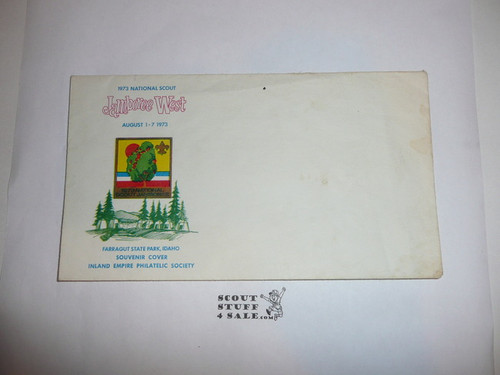 1973 NATIONAL SCOUT
Jamboree West
AUGUST 1-7 1973
FARRAGUT STATE PARK, IDAHO
SOUVENIR COVER
INLAND EMPIRE PHILATELIC SOCIETY
SCOUT
STUFF
4 SALE.COM